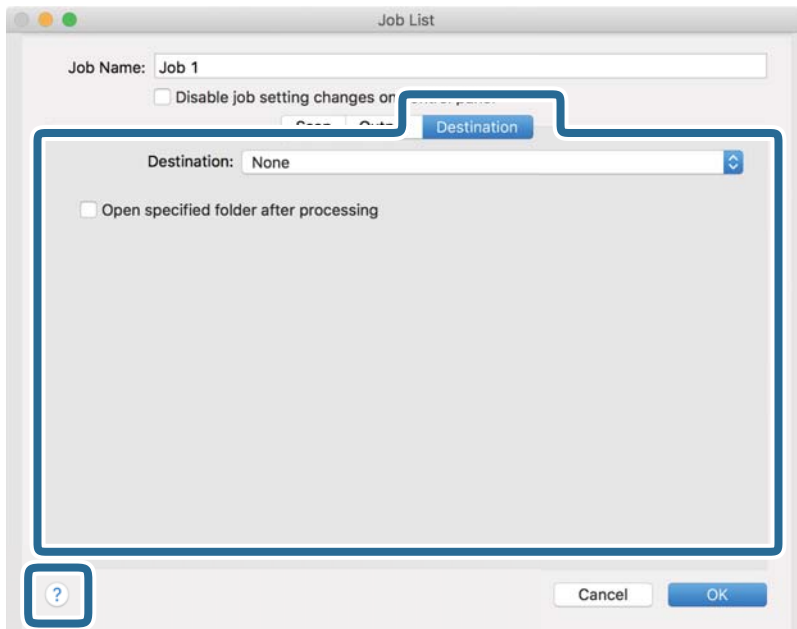 Job List
Job Name: Job 1
Disable job setting changes on
Destination
Destination: None
Open specified folder after processing
?
Cancel OK